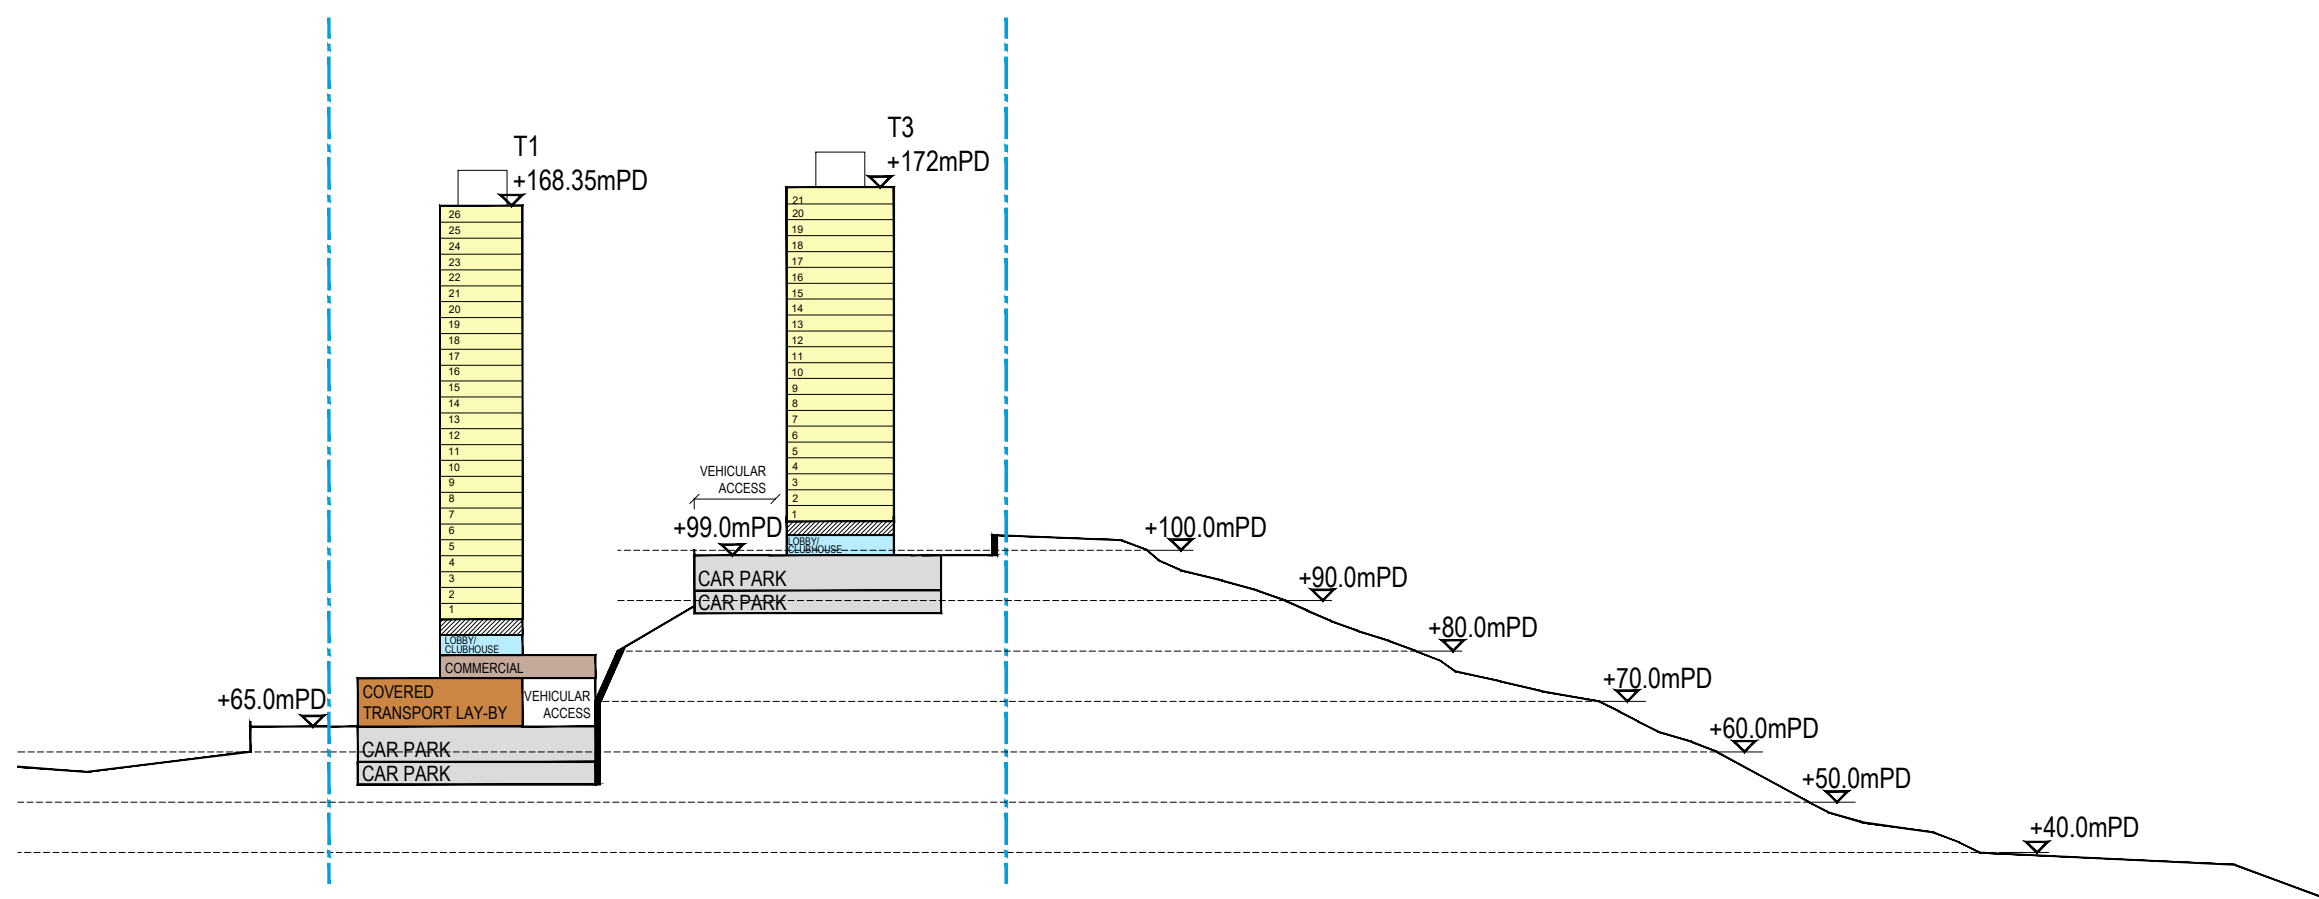 T1
+168.35mPD
26
25
24
23
22
21
20
19
18
17
16
15
14
13
12
11
10
9
8
7
6
5
4
3
2
1
LOBBY/
CLUBHOUSE
COMMERCIAL
COVERED
TRANSPORT LAY-BY
VEHICULAR
ACCESS
CAR PARK
CAR PARK
+65.0mPD
T3
+172mPD
21
20
19
18
17
16
15
14
13
12
11
10
9
8
7
6
5
4
3
2
1
LOBBY/
CLUBHOUSE
VEHICULAR
ACCESS
+99.0mPD
CAR PARK
CAR PARK
+100.0mPD
+90.0mPD
+80.0mPD
+70.0mPD
+60.0mPD
+50.0mPD
+40.0mPD